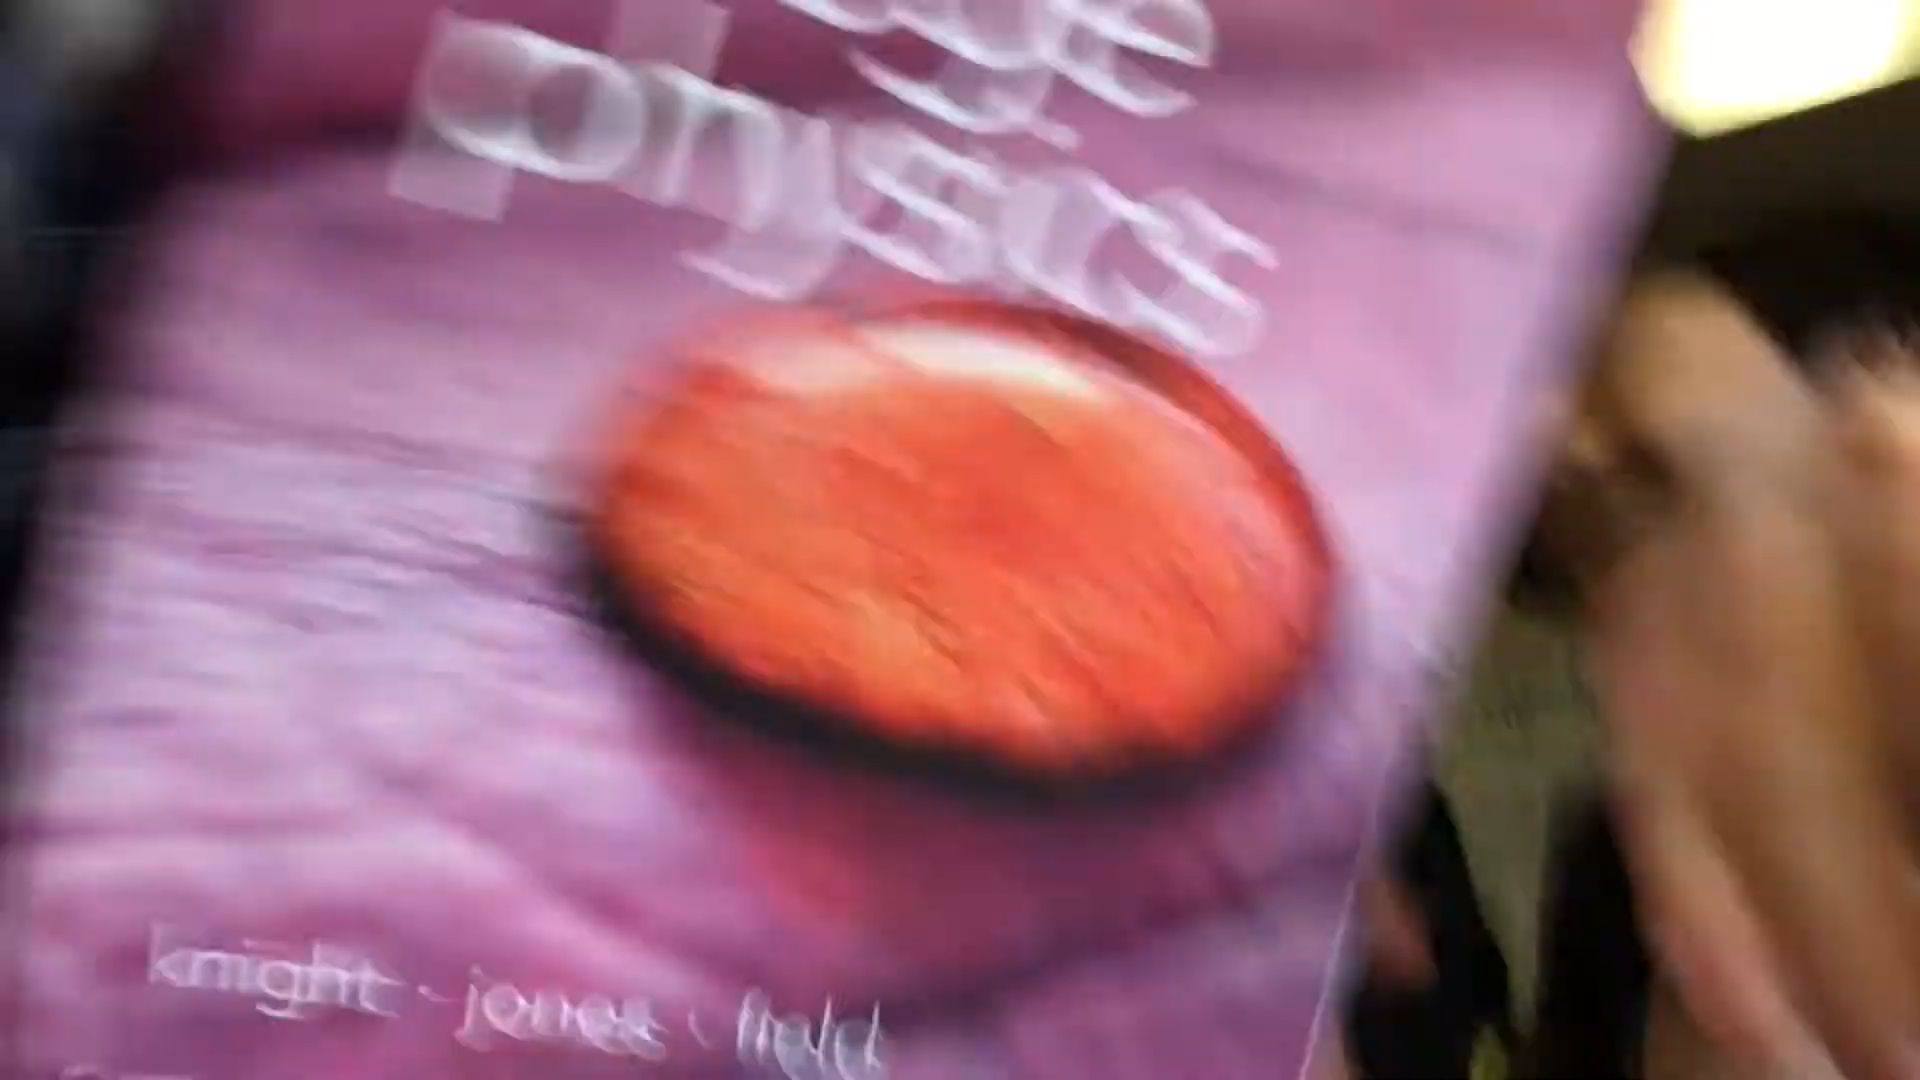 physics
knight · jones · field